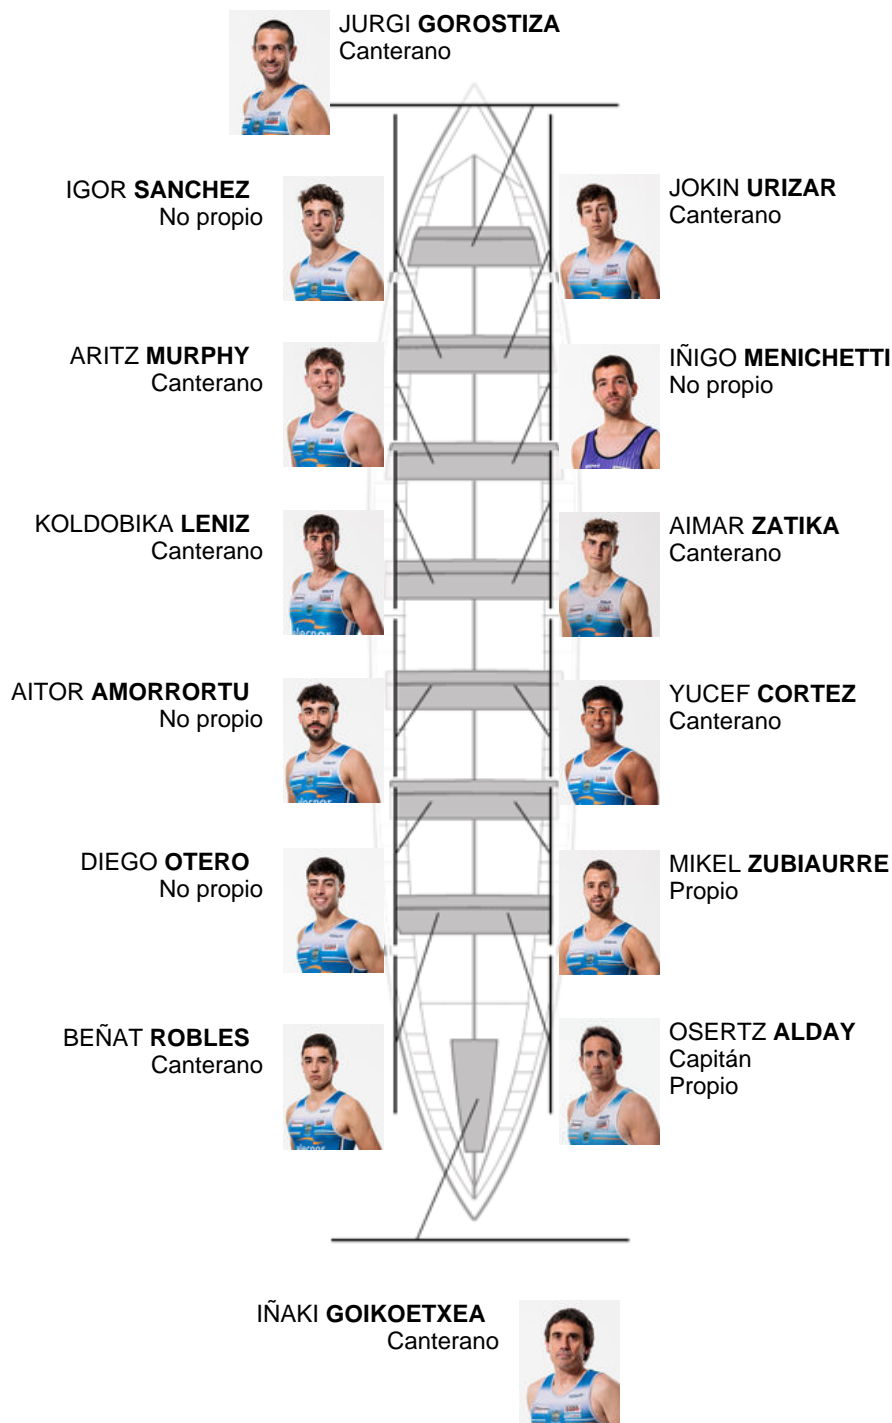 JURGI GOROSTIZA
Canterano
IGOR SANCHEZ
No propio
JOKIN URIZAR
Canterano
ARITZ MURPHY
Canterano
IÑIGO MENICHETTI
No propio
KOLDOBIKA LENIZ
Canterano
AIMAR ZATIKA
Canterano
AITOR AMORRORTU
No propio
YUCEF CORTEZ
Canterano
DIEGO OTERO
No propio
MIKEL ZUBIAURRE
Propio
BEÑAT ROBLES
Canterano
OSERTZ ALDAY
Capitán
Propio
IÑAKI GOIKOETXEA
Canterano